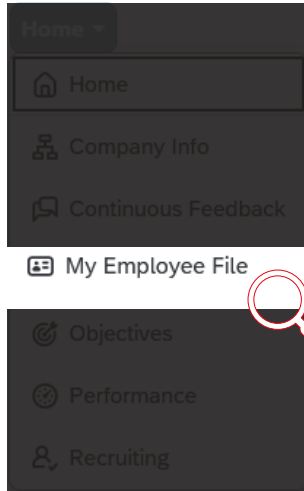 Home
Home
Company Info
Continuous Feedback
My Employee File
Objectives
Performance
Recruiting